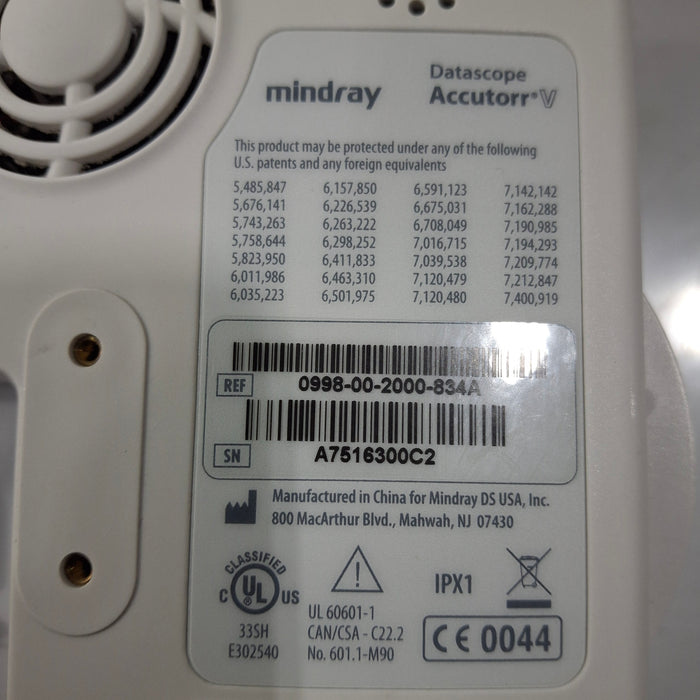 mindray
Datascope
Accutorr® V
This product may be protected under any of the following
U.S. patents and any foreign equivalents
5,485,847 6,157,850 6,591,123 7,142,142
5,676,141 6,226,539 6,675,031 7,162,288
5,743,263 6,263,222 6,708,049 7,190,985
5,758,644 6,298,252 7,016,715 7,194,293
5,823,950 6,411,833 7,039,538 7,209,774
6,011,986 6,463,310 7,120,479 7,212,847
6,035,223 6,501,975 7,120,480 7,400,919
REF 0998-00-2000-834A
SN A7516300C2
Manufactured in China for Mindray DS USA, Inc.
800 MacArthur Blvd., Mahwah, NJ 07430
CLASSIFIED
C UL® US
33SH
E302540
UL 60601-1
CAN/CSA - C22.2
No. 601.1-M90
IPX1
CE 0044